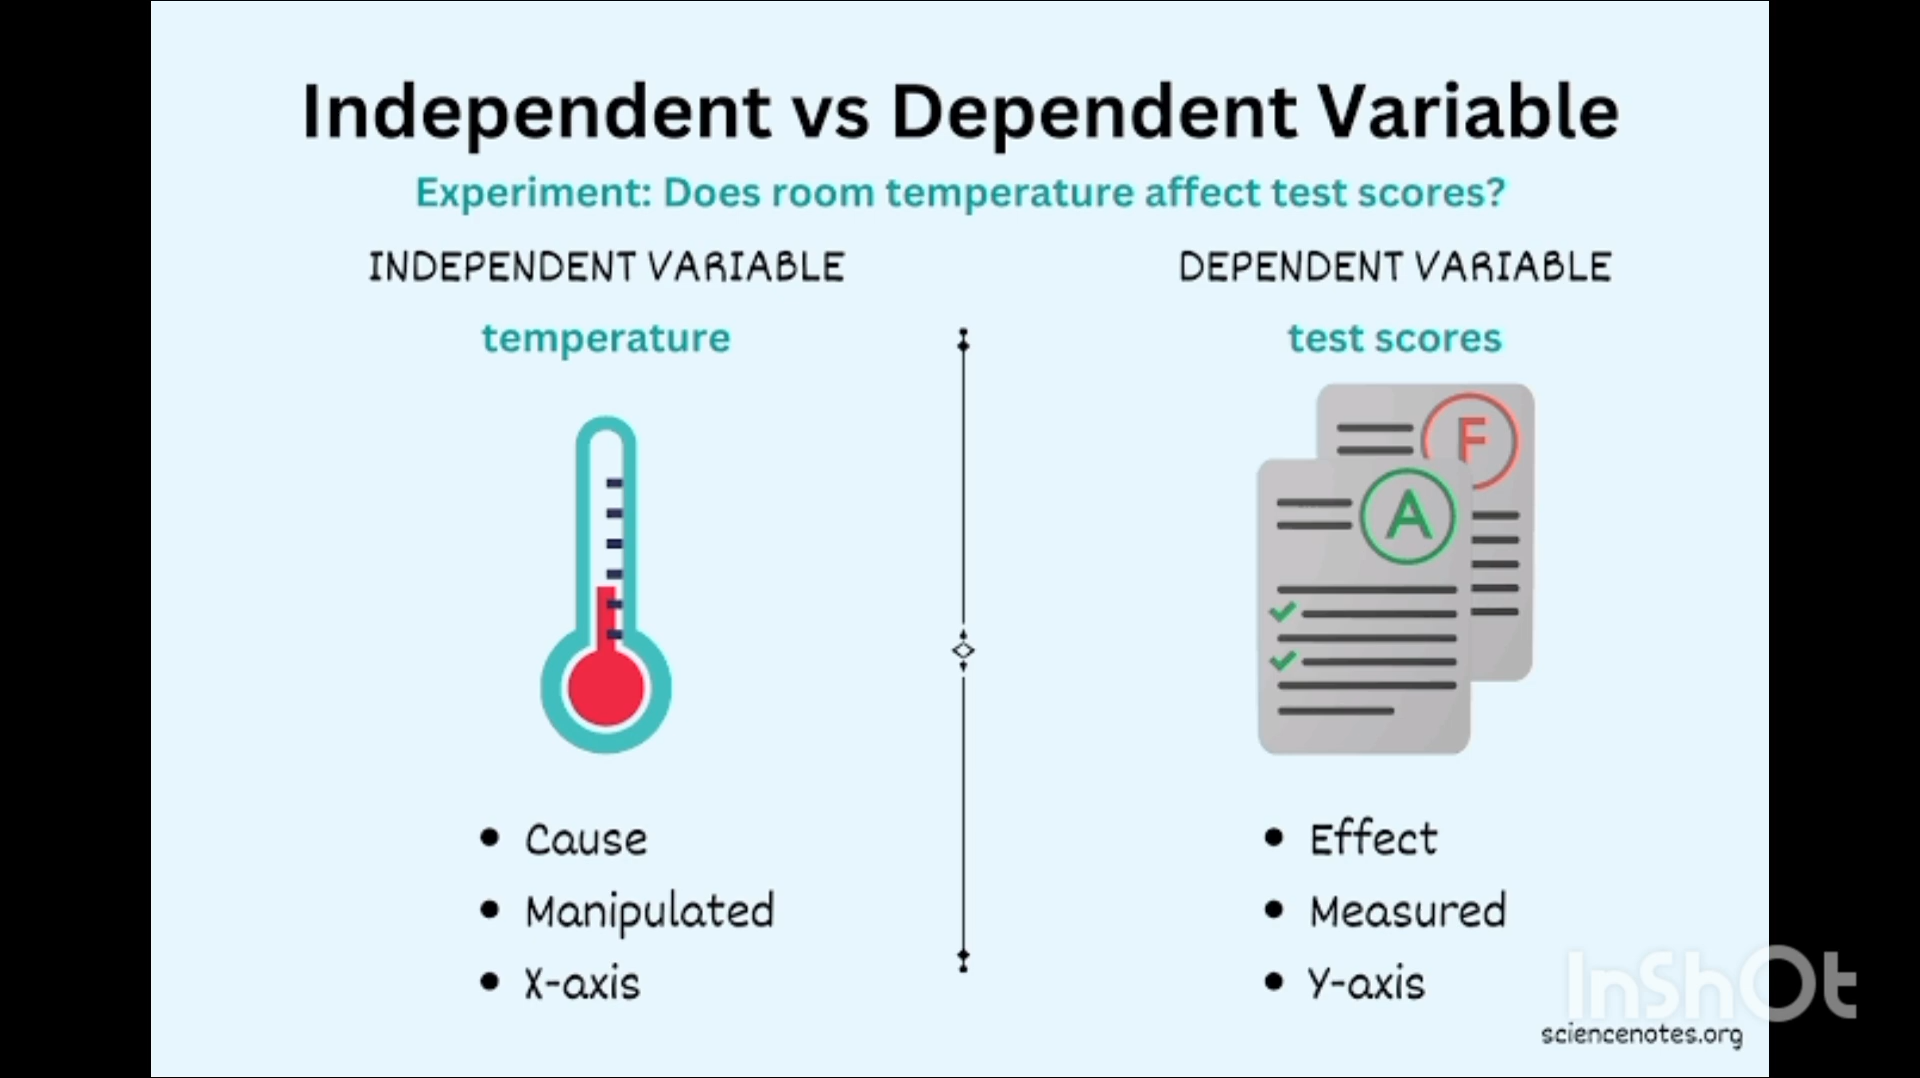 Independent vs Dependent Variable
Experiment: Does room temperature affect test scores?
INDEPENDENT VARIABLE
temperature
• Cause
• Manipulated
• X-axis
DEPENDENT VARIABLE
test scores
F
A
• Effect
• Measured
• Y-axis
InShOt
sciencenotes.org